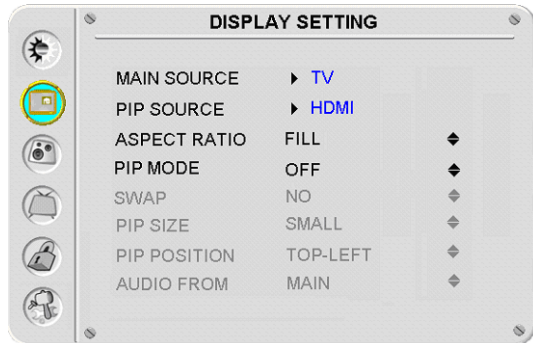 DISPLAY SETTING
MAIN SOURCE TV
PIP SOURCE HDMI
ASPECT RATIO FILL
PIP MODE OFF
SWAP NO
PIP SIZE SMALL
PIP POSITION TOP-LEFT
AUDIO FROM MAIN